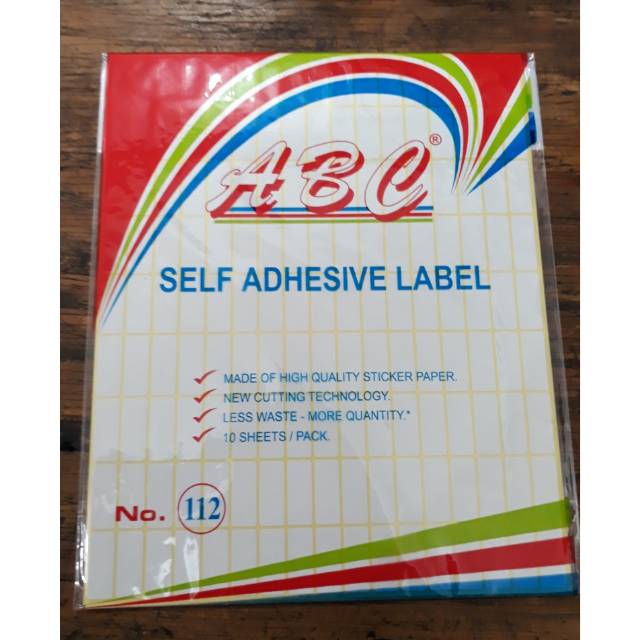 ABC®
SELF ADHESIVE LABEL
MADE OF HIGH QUALITY STICKER PAPER.
NEW CUTTING TECHNOLOGY.
LESS WASTE - MORE QUANTITY.*
10 SHEETS / PACK.
No. 112